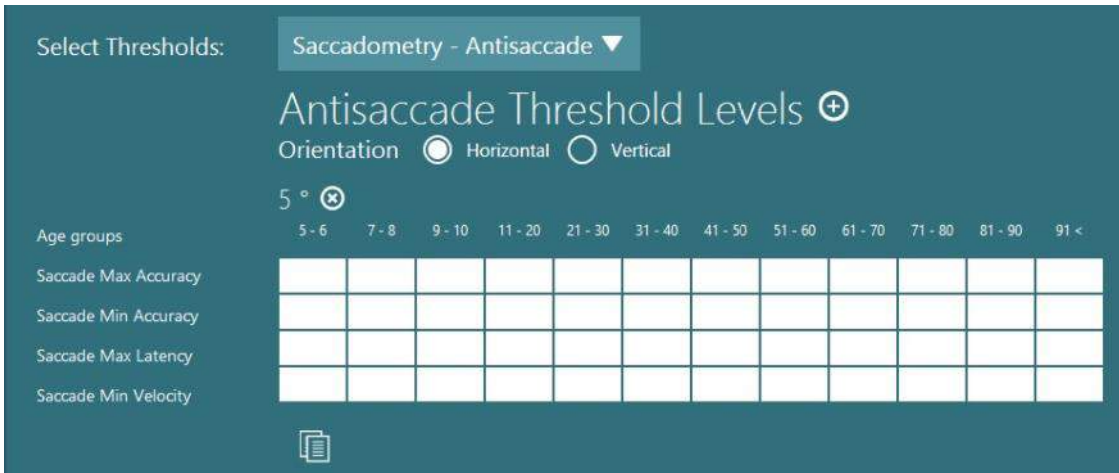 Select Thresholds: Saccadometry - Antisaccade
Antisaccade Threshold Levels
Orientation Horizontal Vertical
5 °
Age groups 5 - 6 7 - 8 9 - 10 11 - 20 21 - 30 31 - 40 41 - 50 51 - 60 61 - 70 71 - 80 81 - 90 91 <
Saccade Max Accuracy
Saccade Min Accuracy
Saccade Max Latency
Saccade Min Velocity